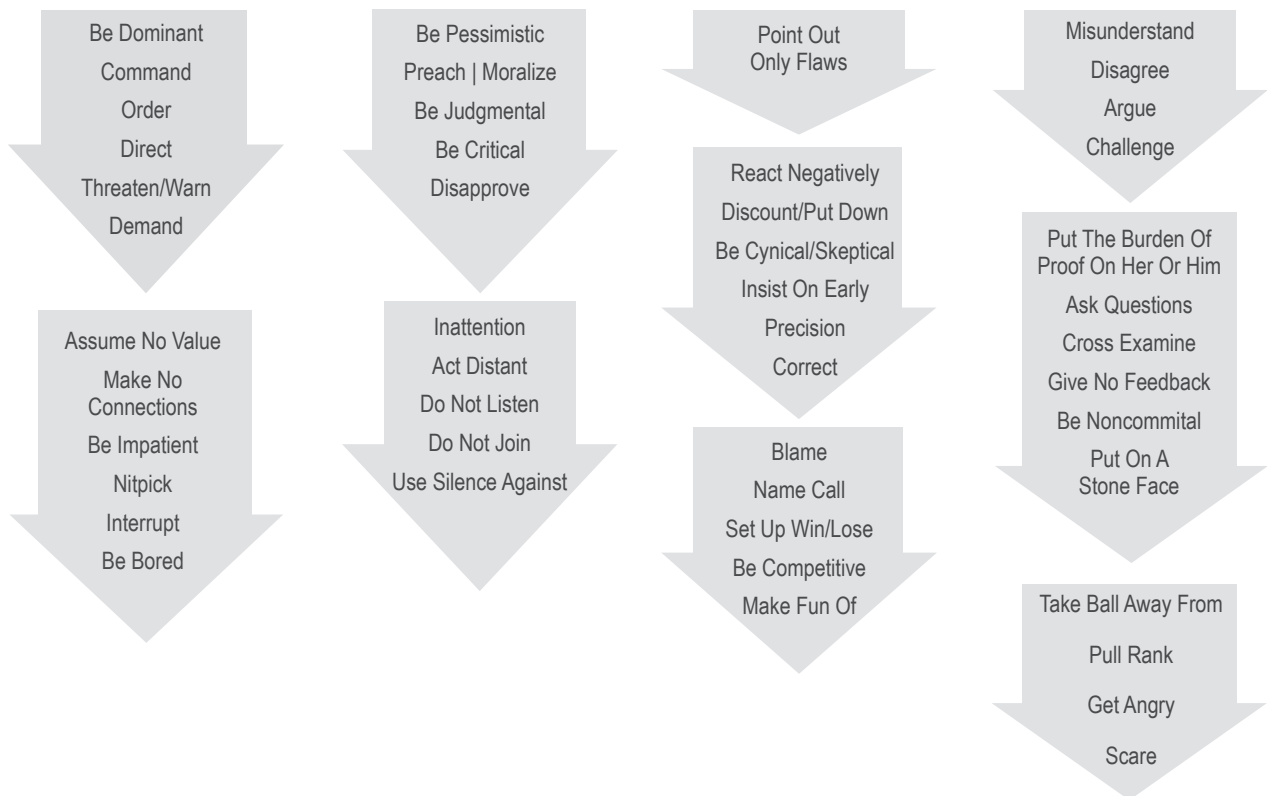 Be Dominant
Command
Order
Direct
Threaten/Warn
Demand
Assume No Value
Make No
Connections
Be Impatient
Nitpick
Interrupt
Be Bored
Be Pessimistic
Preach | Moralize
Be Judgmental
Be Critical
Disapprove
Inattention
Act Distant
Do Not Listen
Do Not Join
Use Silence Against
Point Out
Only Flaws
React Negatively
Discount/Put Down
Be Cynical/Skeptical
Insist On Early
Precision
Correct
Blame
Name Call
Set Up Win/Lose
Be Competitive
Make Fun Of
Misunderstand
Disagree
Argue
Challenge
Put The Burden Of
Proof On Her Or Him
Ask Questions
Cross Examine
Give No Feedback
Be Noncommital
Put On A
Stone Face
Take Ball Away From
Pull Rank
Get Angry
Scare